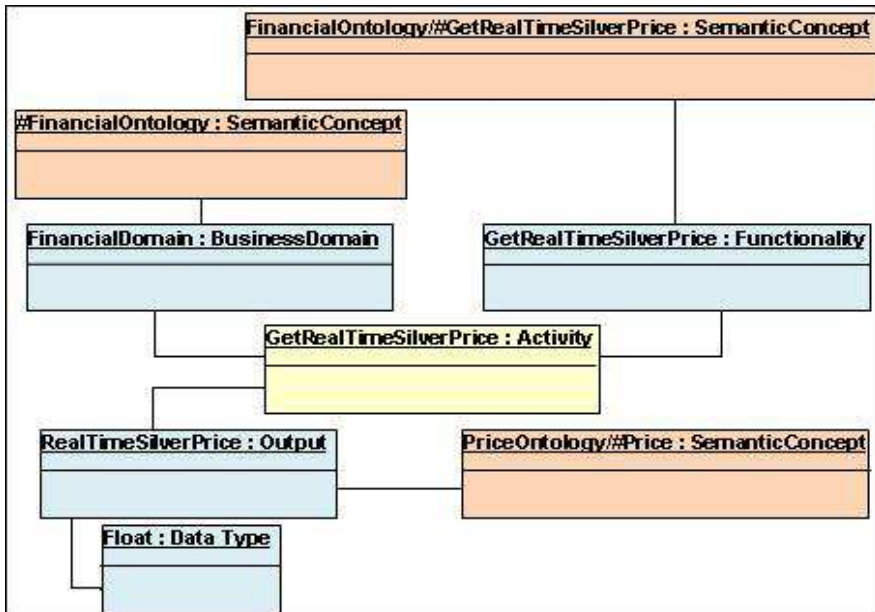 FinancialOntology/#GetRealTimeSilverPrice : SemanticConcept
#FinancialOntology : SemanticConcept
FinancialDomain : BusinessDomain
GetRealTimeSilverPrice : Functionality
GetRealTimeSilverPrice : Activity
RealTimeSilverPrice : Output
PriceOntology/#Price : SemanticConcept
Float : Data Type